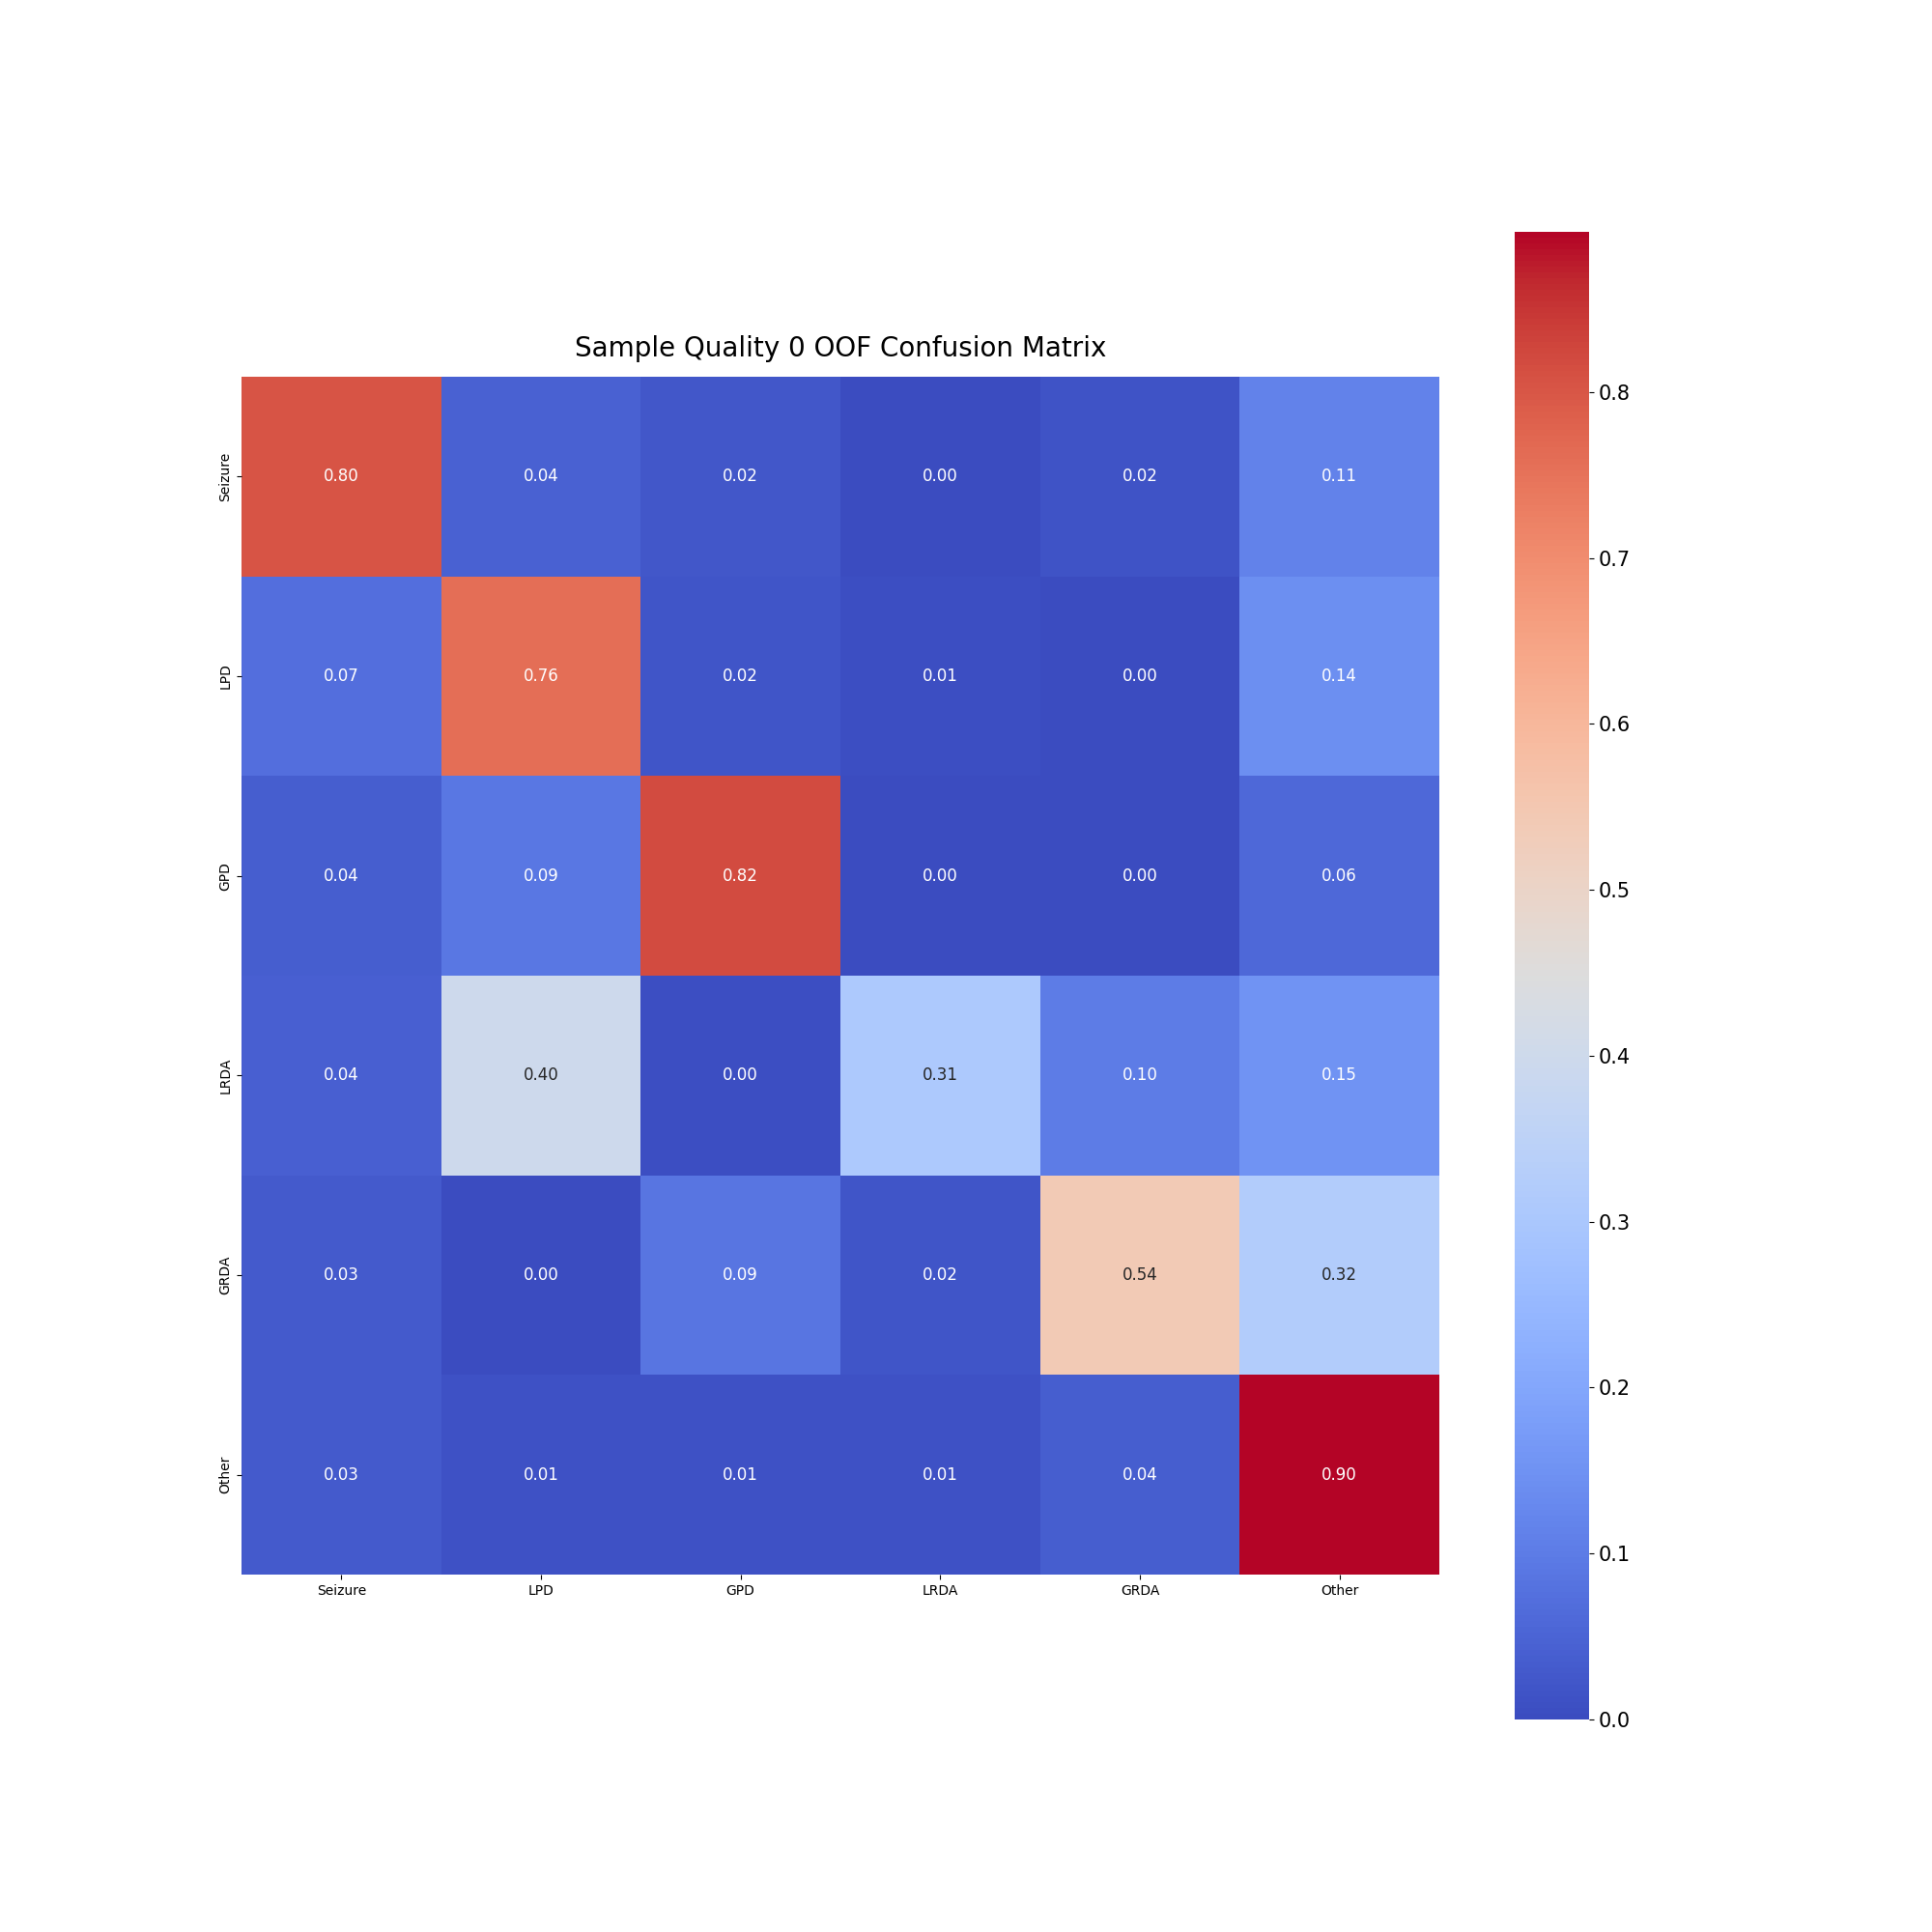 Sample Quality 0 OOF Confusion Matrix
Seizure 0.80 0.04 0.02 0.00 0.02 0.11
LPD 0.07 0.76 0.02 0.01 0.00 0.14
GPD 0.04 0.09 0.82 0.00 0.00 0.06
LRDA 0.04 0.40 0.00 0.31 0.10 0.15
GRDA 0.03 0.00 0.09 0.02 0.54 0.32
Other 0.03 0.01 0.01 0.01 0.04 0.90
Seizure LPD GPD LRDA GRDA Other
0.8
0.7
0.6
0.5
0.4
0.3
0.2
0.1
0.0